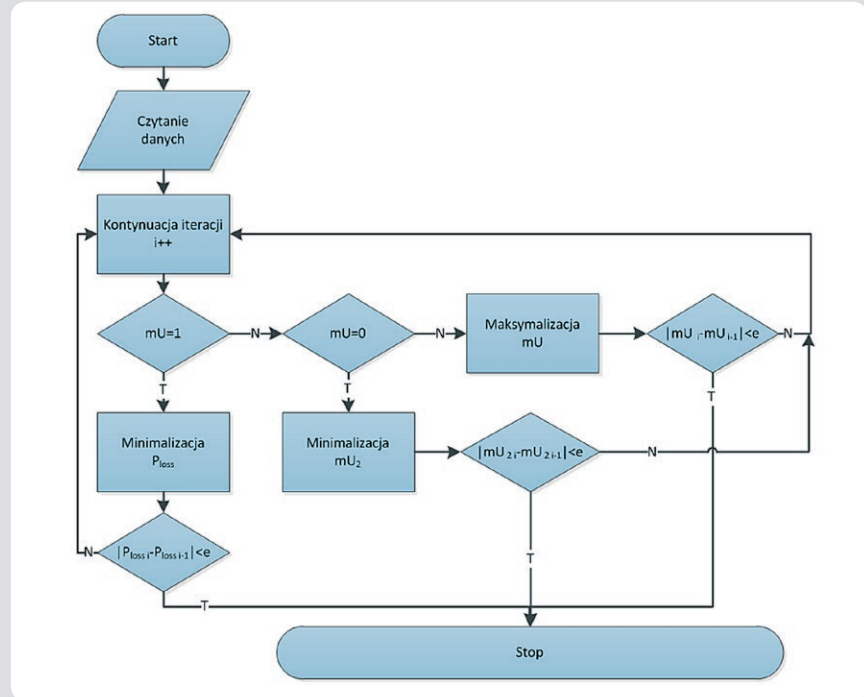 Start
Czytanie
danych
Kontynuacja iteracji
i++
mU=1
N
mU=0
N
Maksymalizacja
mU
|mU i-mU i-1|<e
N
T
T
T
Minimalizacja
Ploss
Minimalizacja
mU2
|mU 2 i-mU 2 i-1|<e
N
N
|Ploss i-Ploss i-1|<e
T
T
Stop